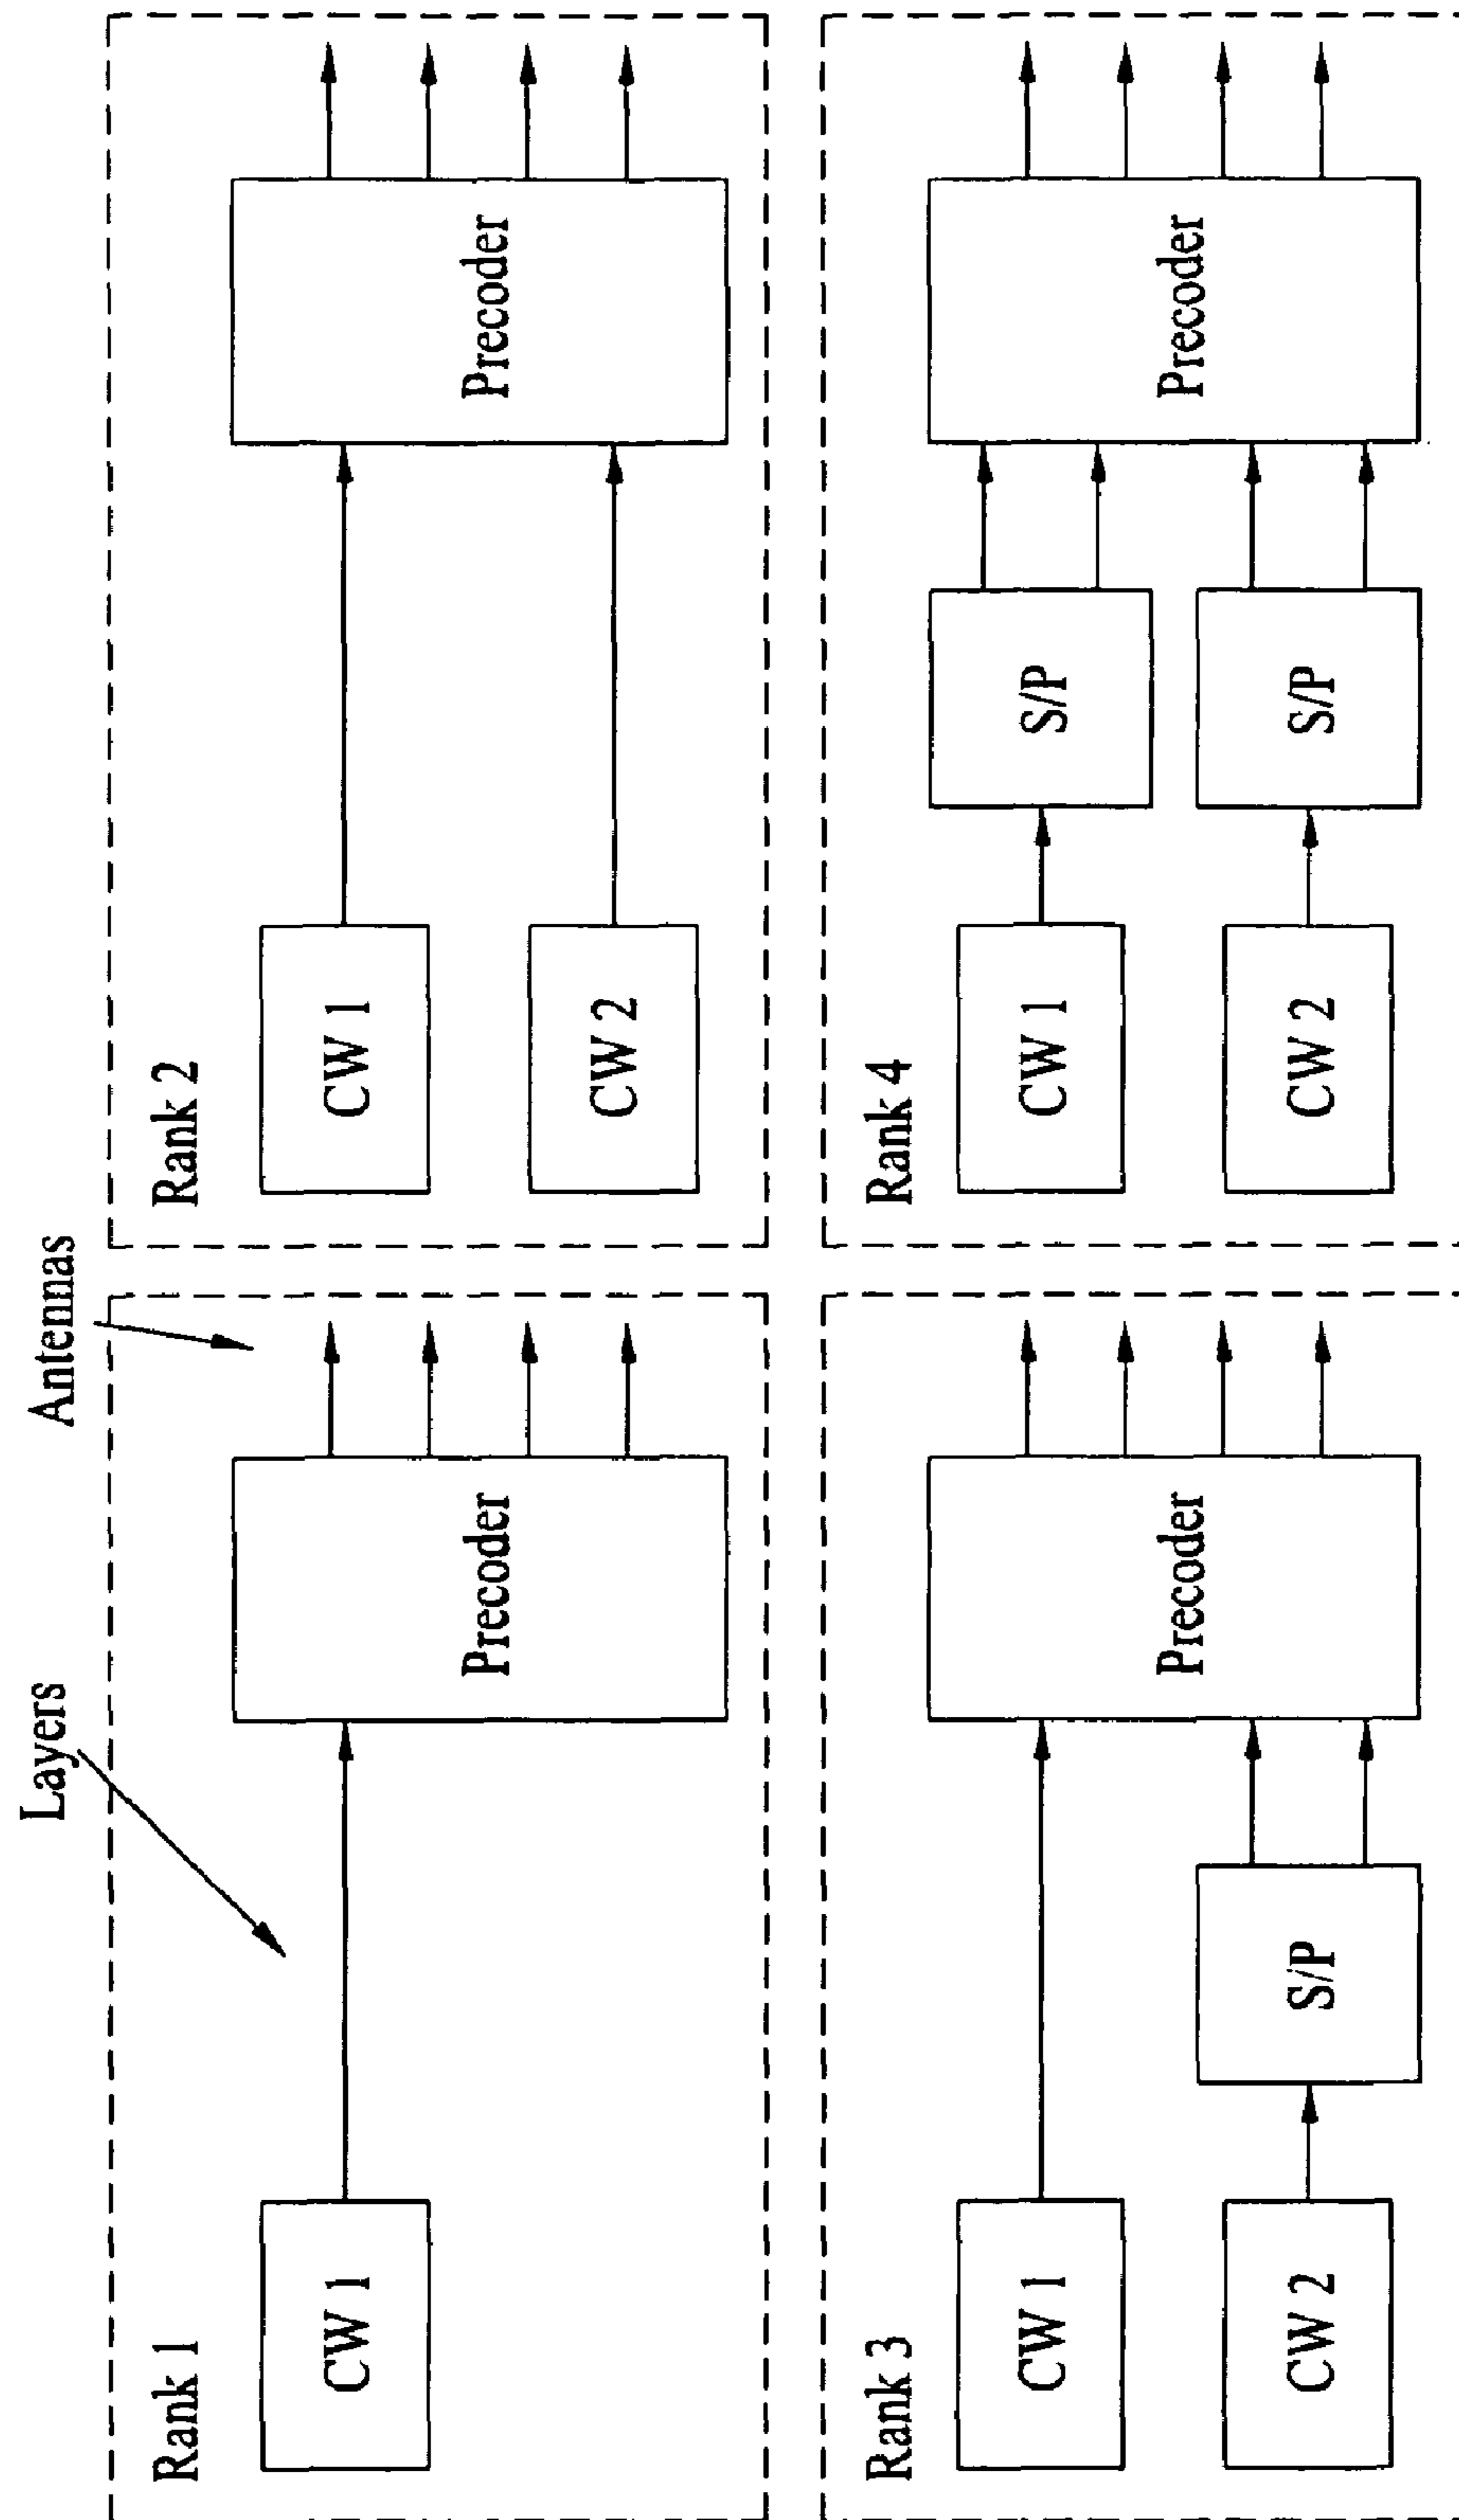 Layers
Antennas
Rank 1
CW 1
Precoder
Rank 2
CW 1
CW 2
Precoder
Rank 3
CW 1
CW 2
S/P
Precoder
Rank 4
CW 1
CW 2
S/P
S/P
Precoder